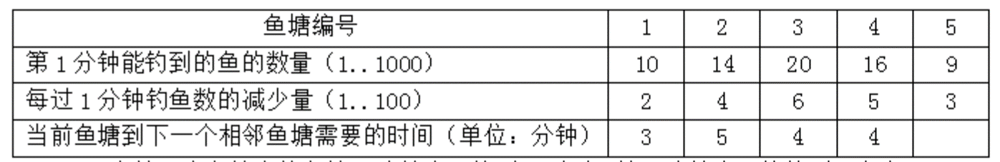 鱼塘编号 1 2 3 4 5
第1分钟能钓到的鱼的数量（1..1000） 10 14 20 16 9
每过1分钟钓鱼数的减少量（1..100） 2 4 6 5 3
当前鱼塘到下一个相邻鱼塘需要的时间（单位：分钟） 3 5 4 4